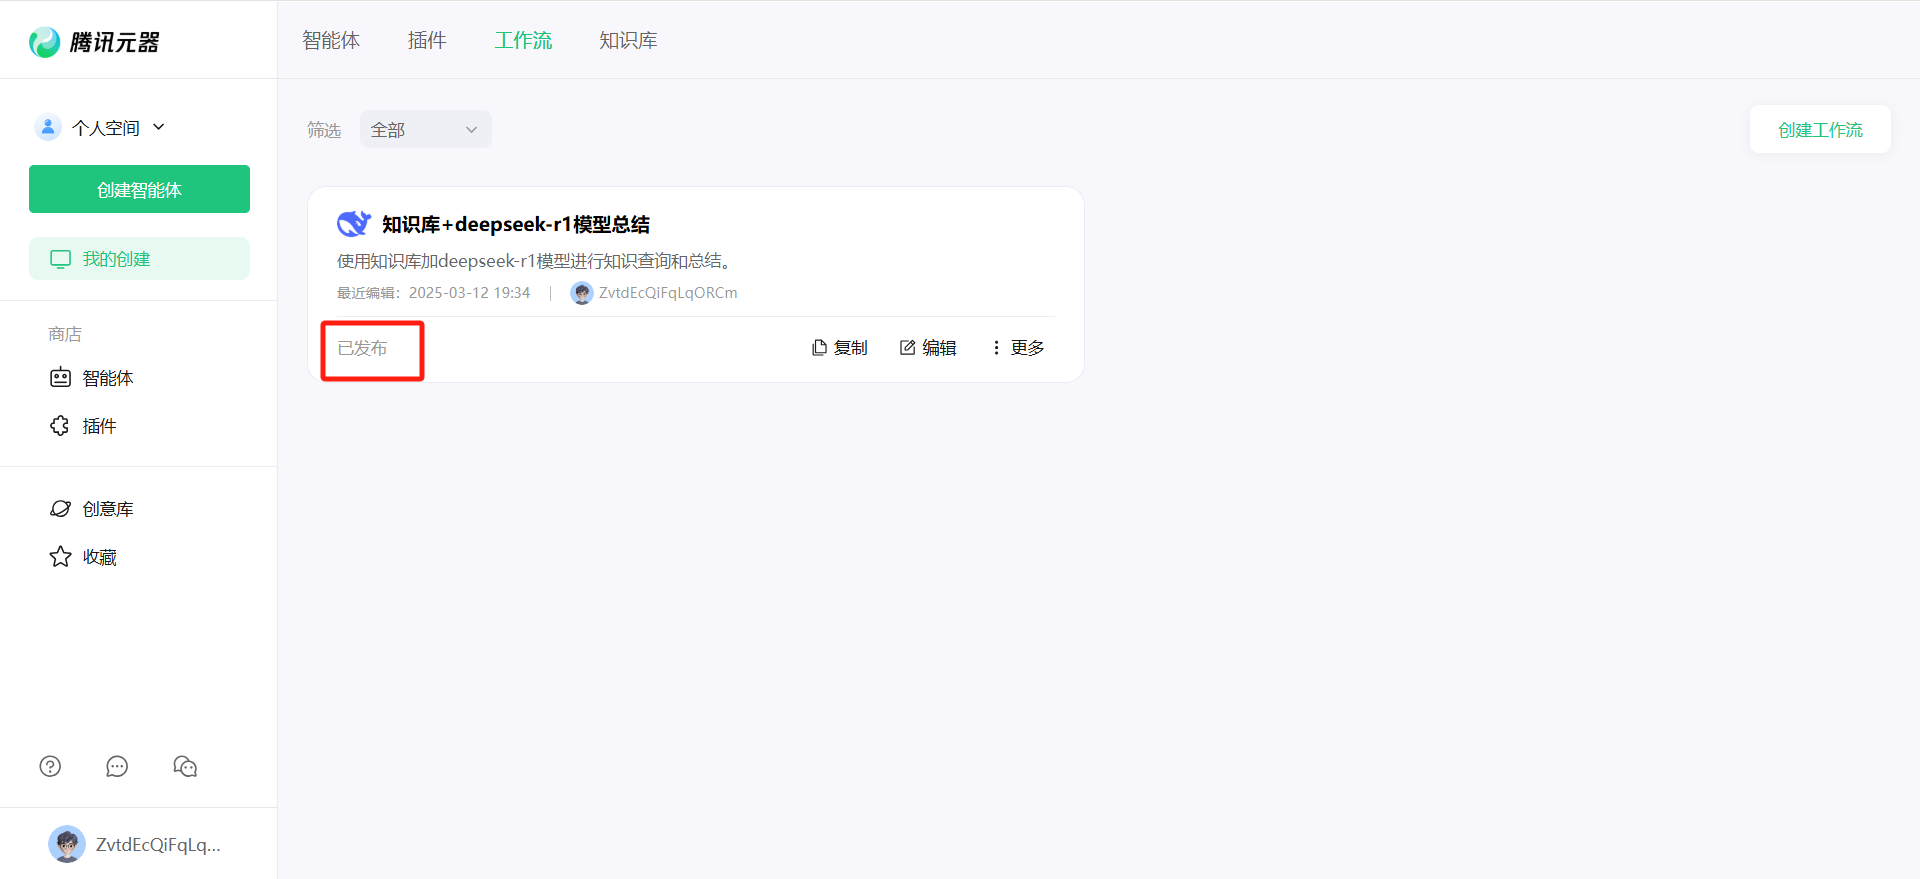 腾讯元器
智能体 插件 工作流 知识库
个人空间
创建智能体
我的创建
商店
智能体
插件
创意库
收藏
ZvtdEcQiFqLq...
筛选 全部
创建工作流
知识库+deepseek-r1模型总结
使用知识库加deepseek-r1模型进行知识查询和总结。
最近编辑：2025-03-12 19:34 | ZvtdEcQiFqLqORCm
已发布 复制 编辑 更多